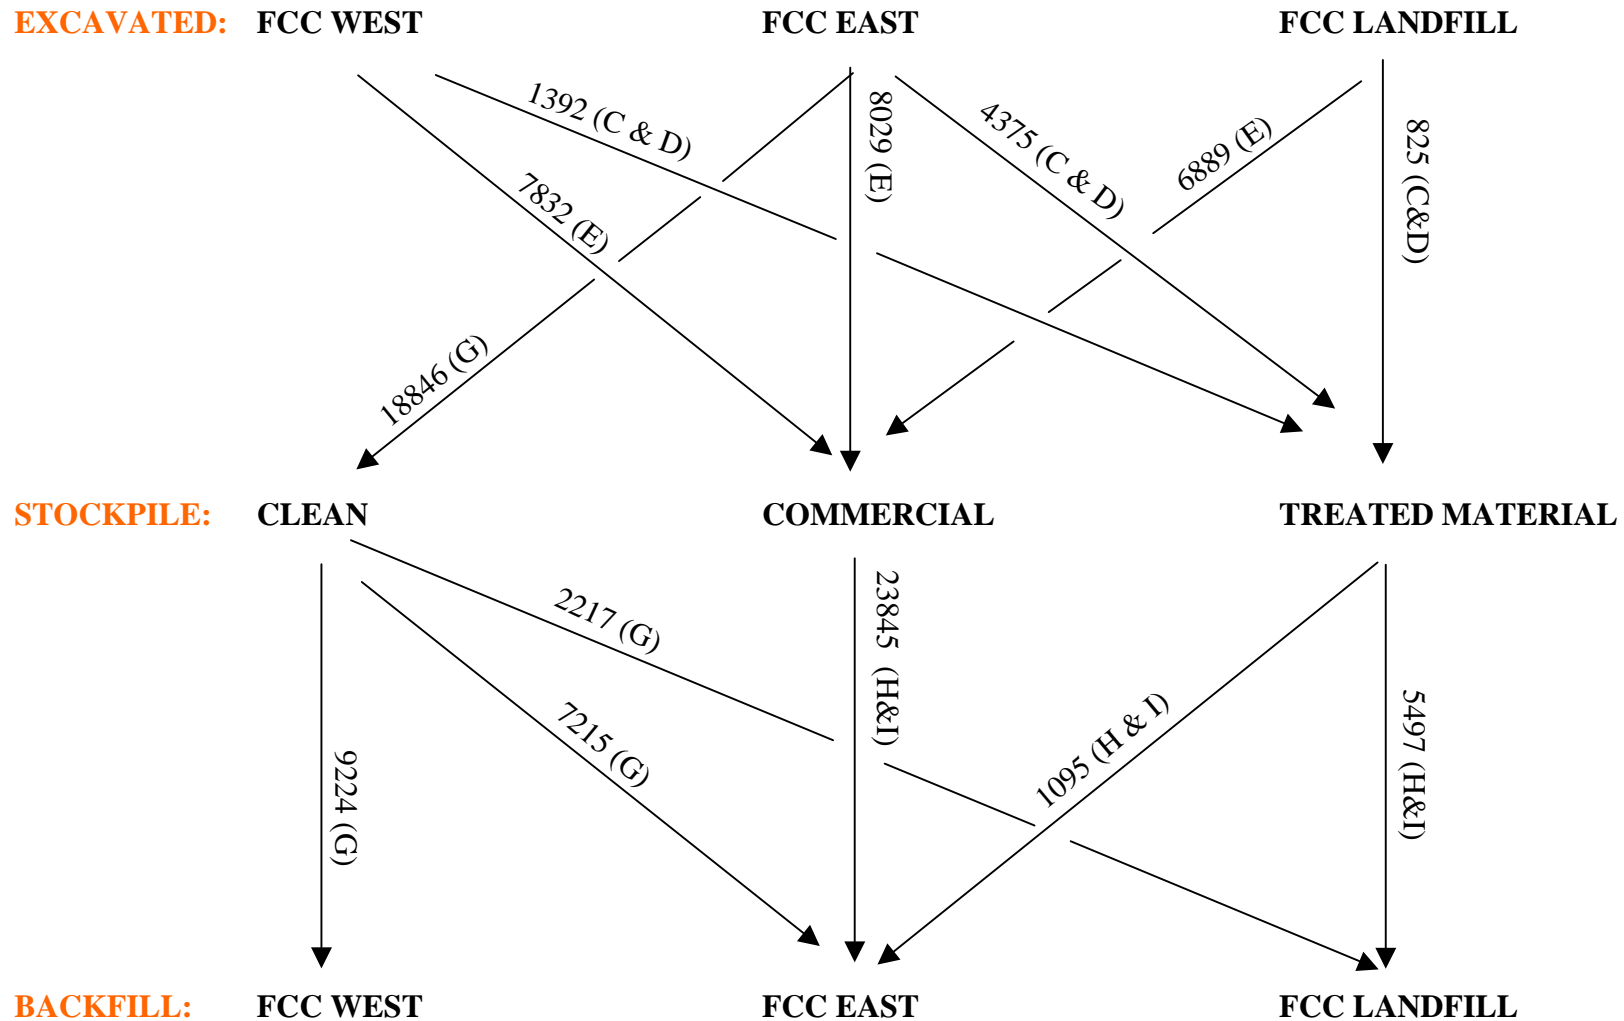 EXCAVATED: FCC WEST FCC EAST FCC LANDFILL
1392 (C & D)
7832 (E)
18846 (G)
8029 (E)
4375 (C & D)
6889 (E)
825 (C&D)
STOCKPILE: CLEAN COMMERCIAL TREATED MATERIAL
2217 (G)
7215 (G)
9224 (G)
23845 (H&I)
1095 (H & I)
5497 (H&I)
BACKFILL: FCC WEST FCC EAST FCC LANDFILL